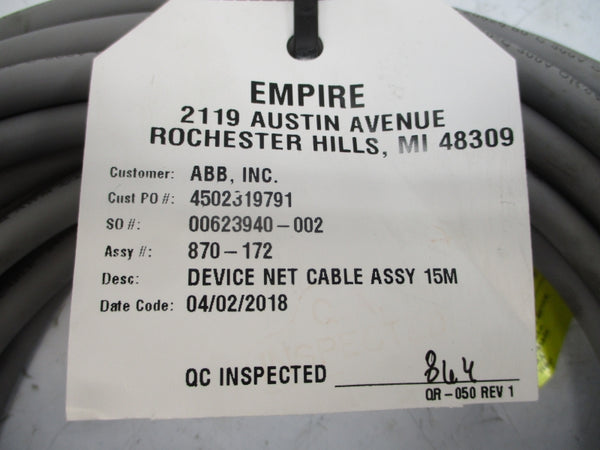 EMPIRE
2119 AUSTIN AVENUE
ROCHESTER HILLS, MI 48309
Customer: ABB, INC.
Cust PO #: 4502319791
SO #: 00623940-002
Assy #: 870-172
Desc: DEVICE NET CABLE ASSY 15M
Date Code: 04/02/2018
QC INSPECTED 864
QR-050 REV 1